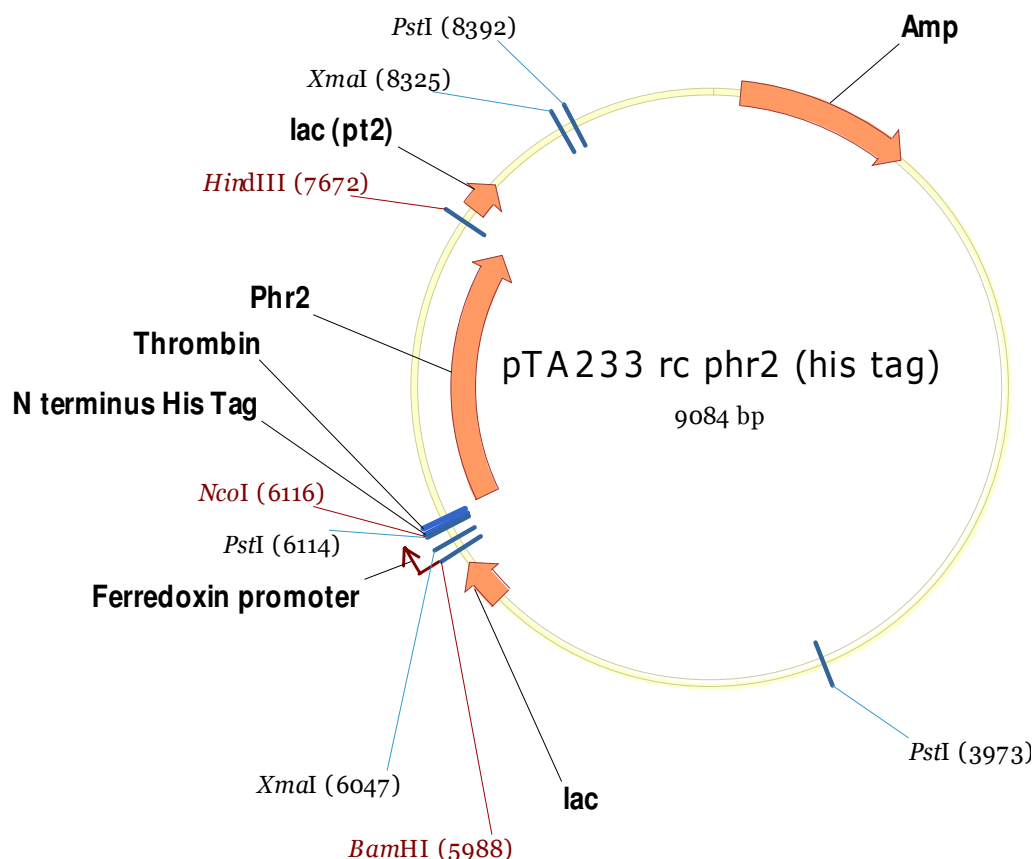 PstI (8392)
Amp
XmaI (8325)
lac (pt2)
HindIII (7672)
Phr2
Thrombin
pTA233 rc phr2 (his tag)
N terminus His Tag
9084 bp
NcoI (6116)
PstI (6114)
Ferredoxin promoter
PstI (3973)
XmaI (6047)
lac
BamHI (5988)